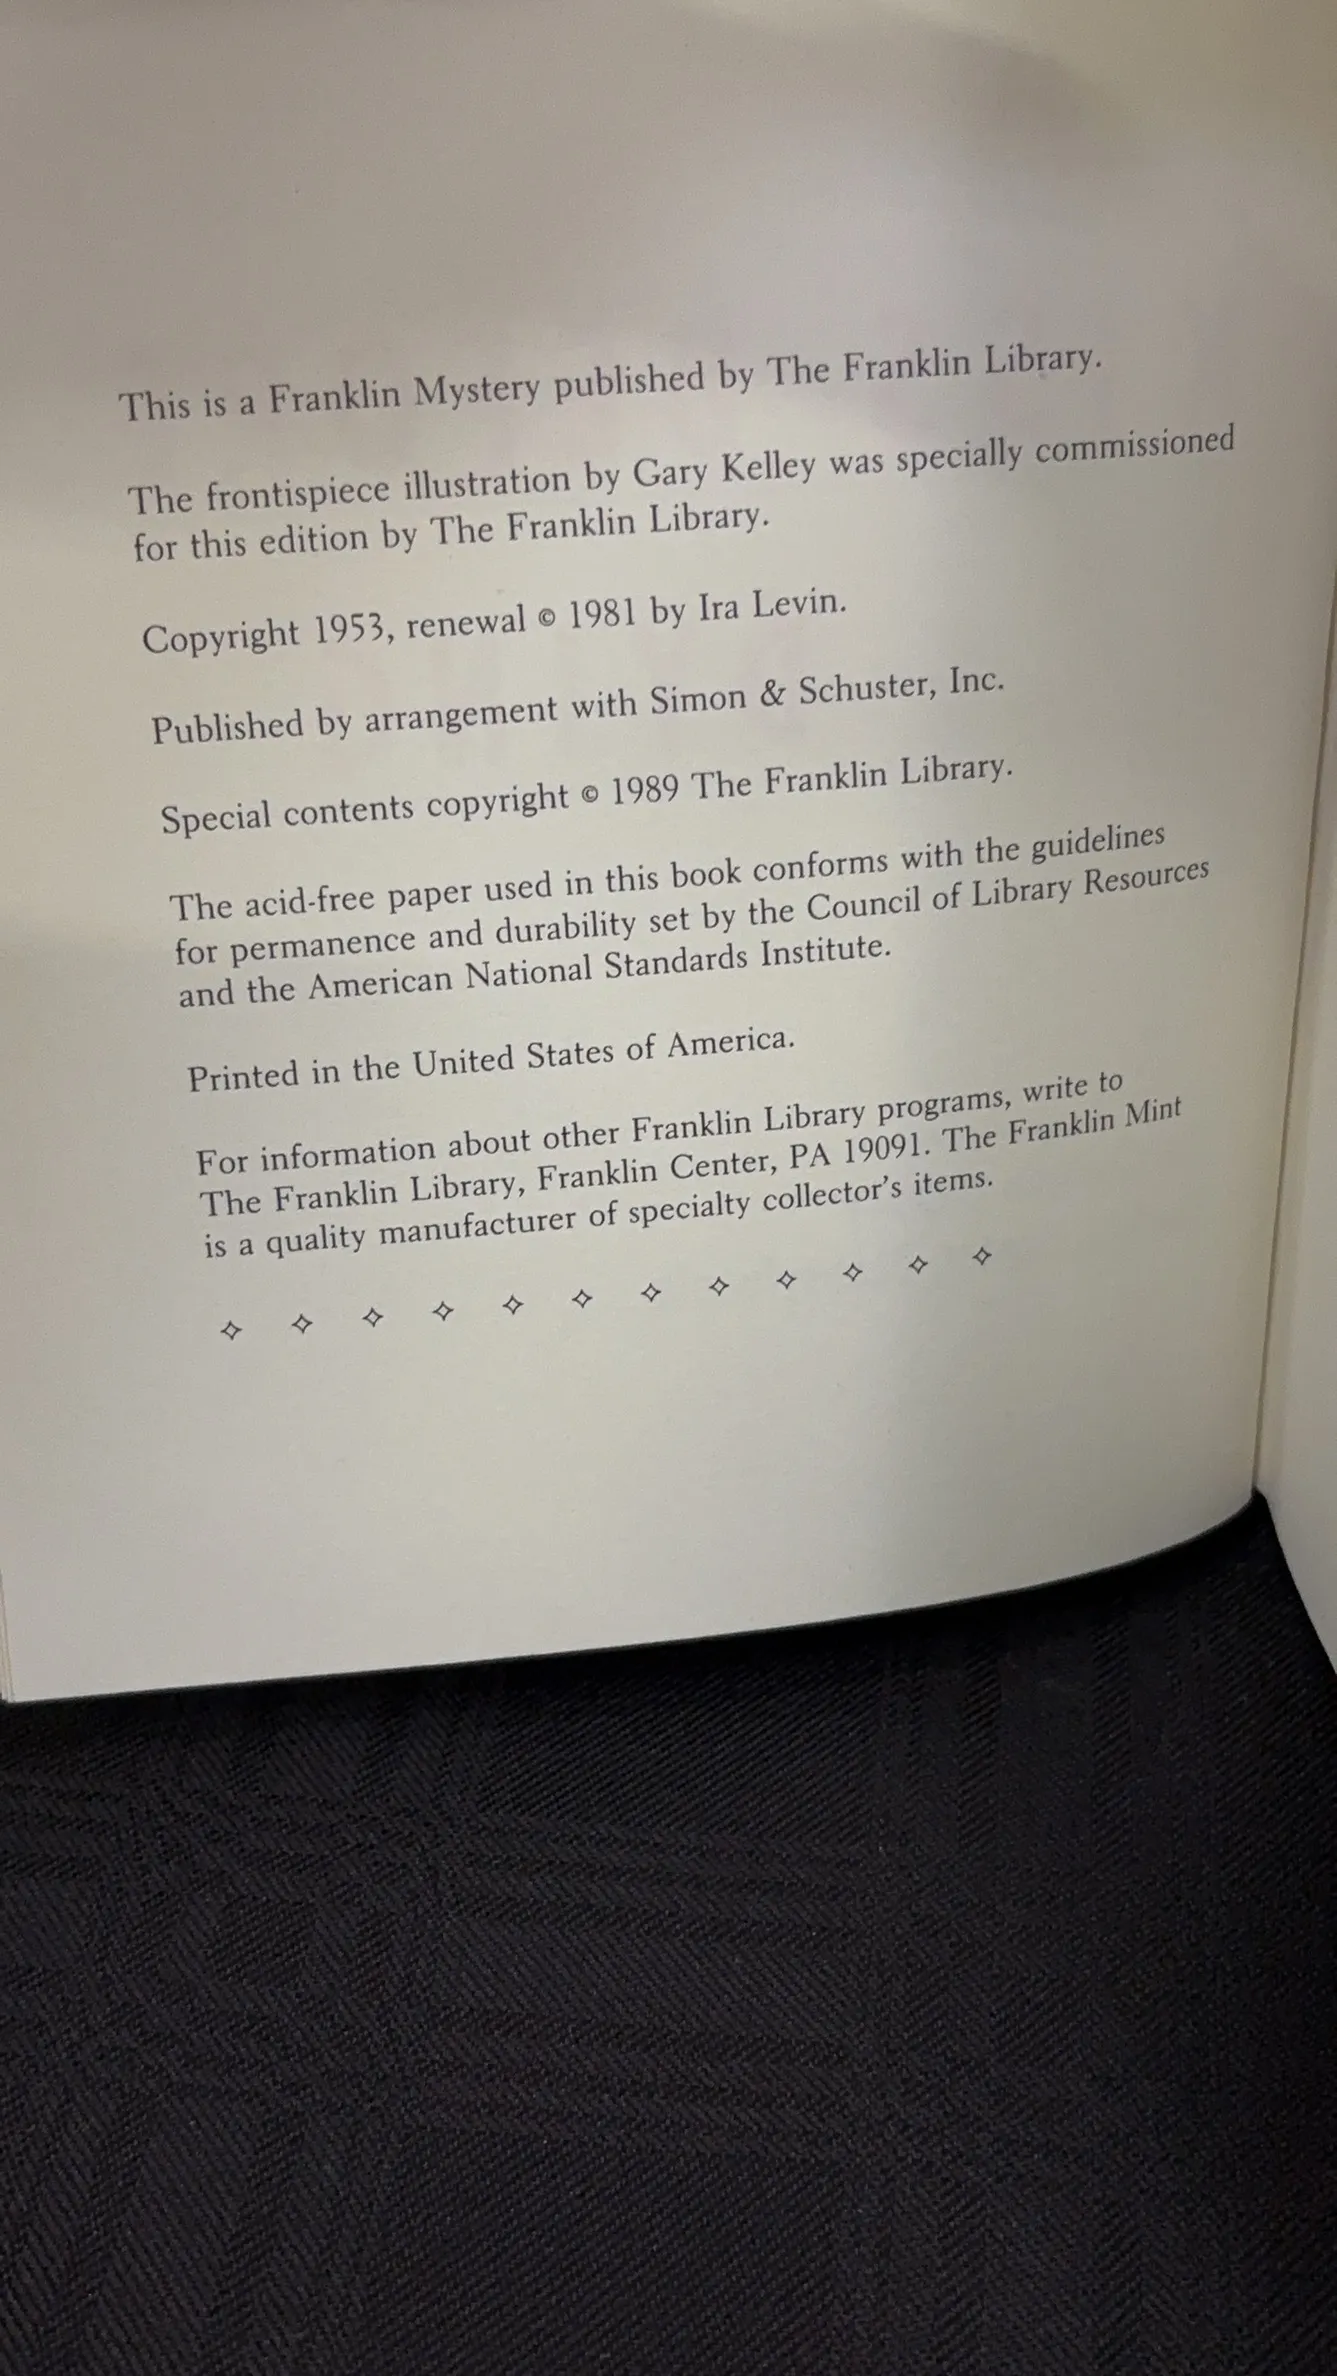 This is a Franklin Mystery published by The Franklin Library.
The frontispiece illustration by Gary Kelley was specially commissioned
for this edition by The Franklin Library.
Copyright 1953, renewal © 1981 by Ira Levin.
Published by arrangement with Simon & Schuster, Inc.
Special contents copyright © 1989 The Franklin Library.
The acid-free paper used in this book conforms with the guidelines
for permanence and durability set by the Council of Library Resources
and the American National Standards Institute.
Printed in the United States of America.
For information about other Franklin Library programs, write to
The Franklin Library, Franklin Center, PA 19091. The Franklin Mint
is a quality manufacturer of specialty collector's items.